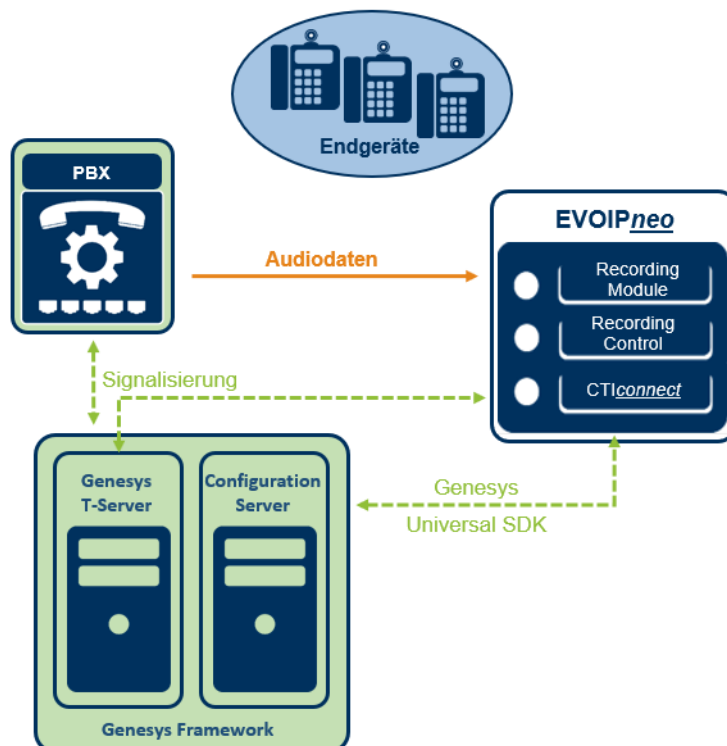 Endgeräte
PBX
EVOIPneo
Audiodaten
Recording
Module
Recording
Control
CTIconnect
Signalisierung
Genesys
T-Server
Configuration
Server
Genesys
Universal SDK
Genesys Framework